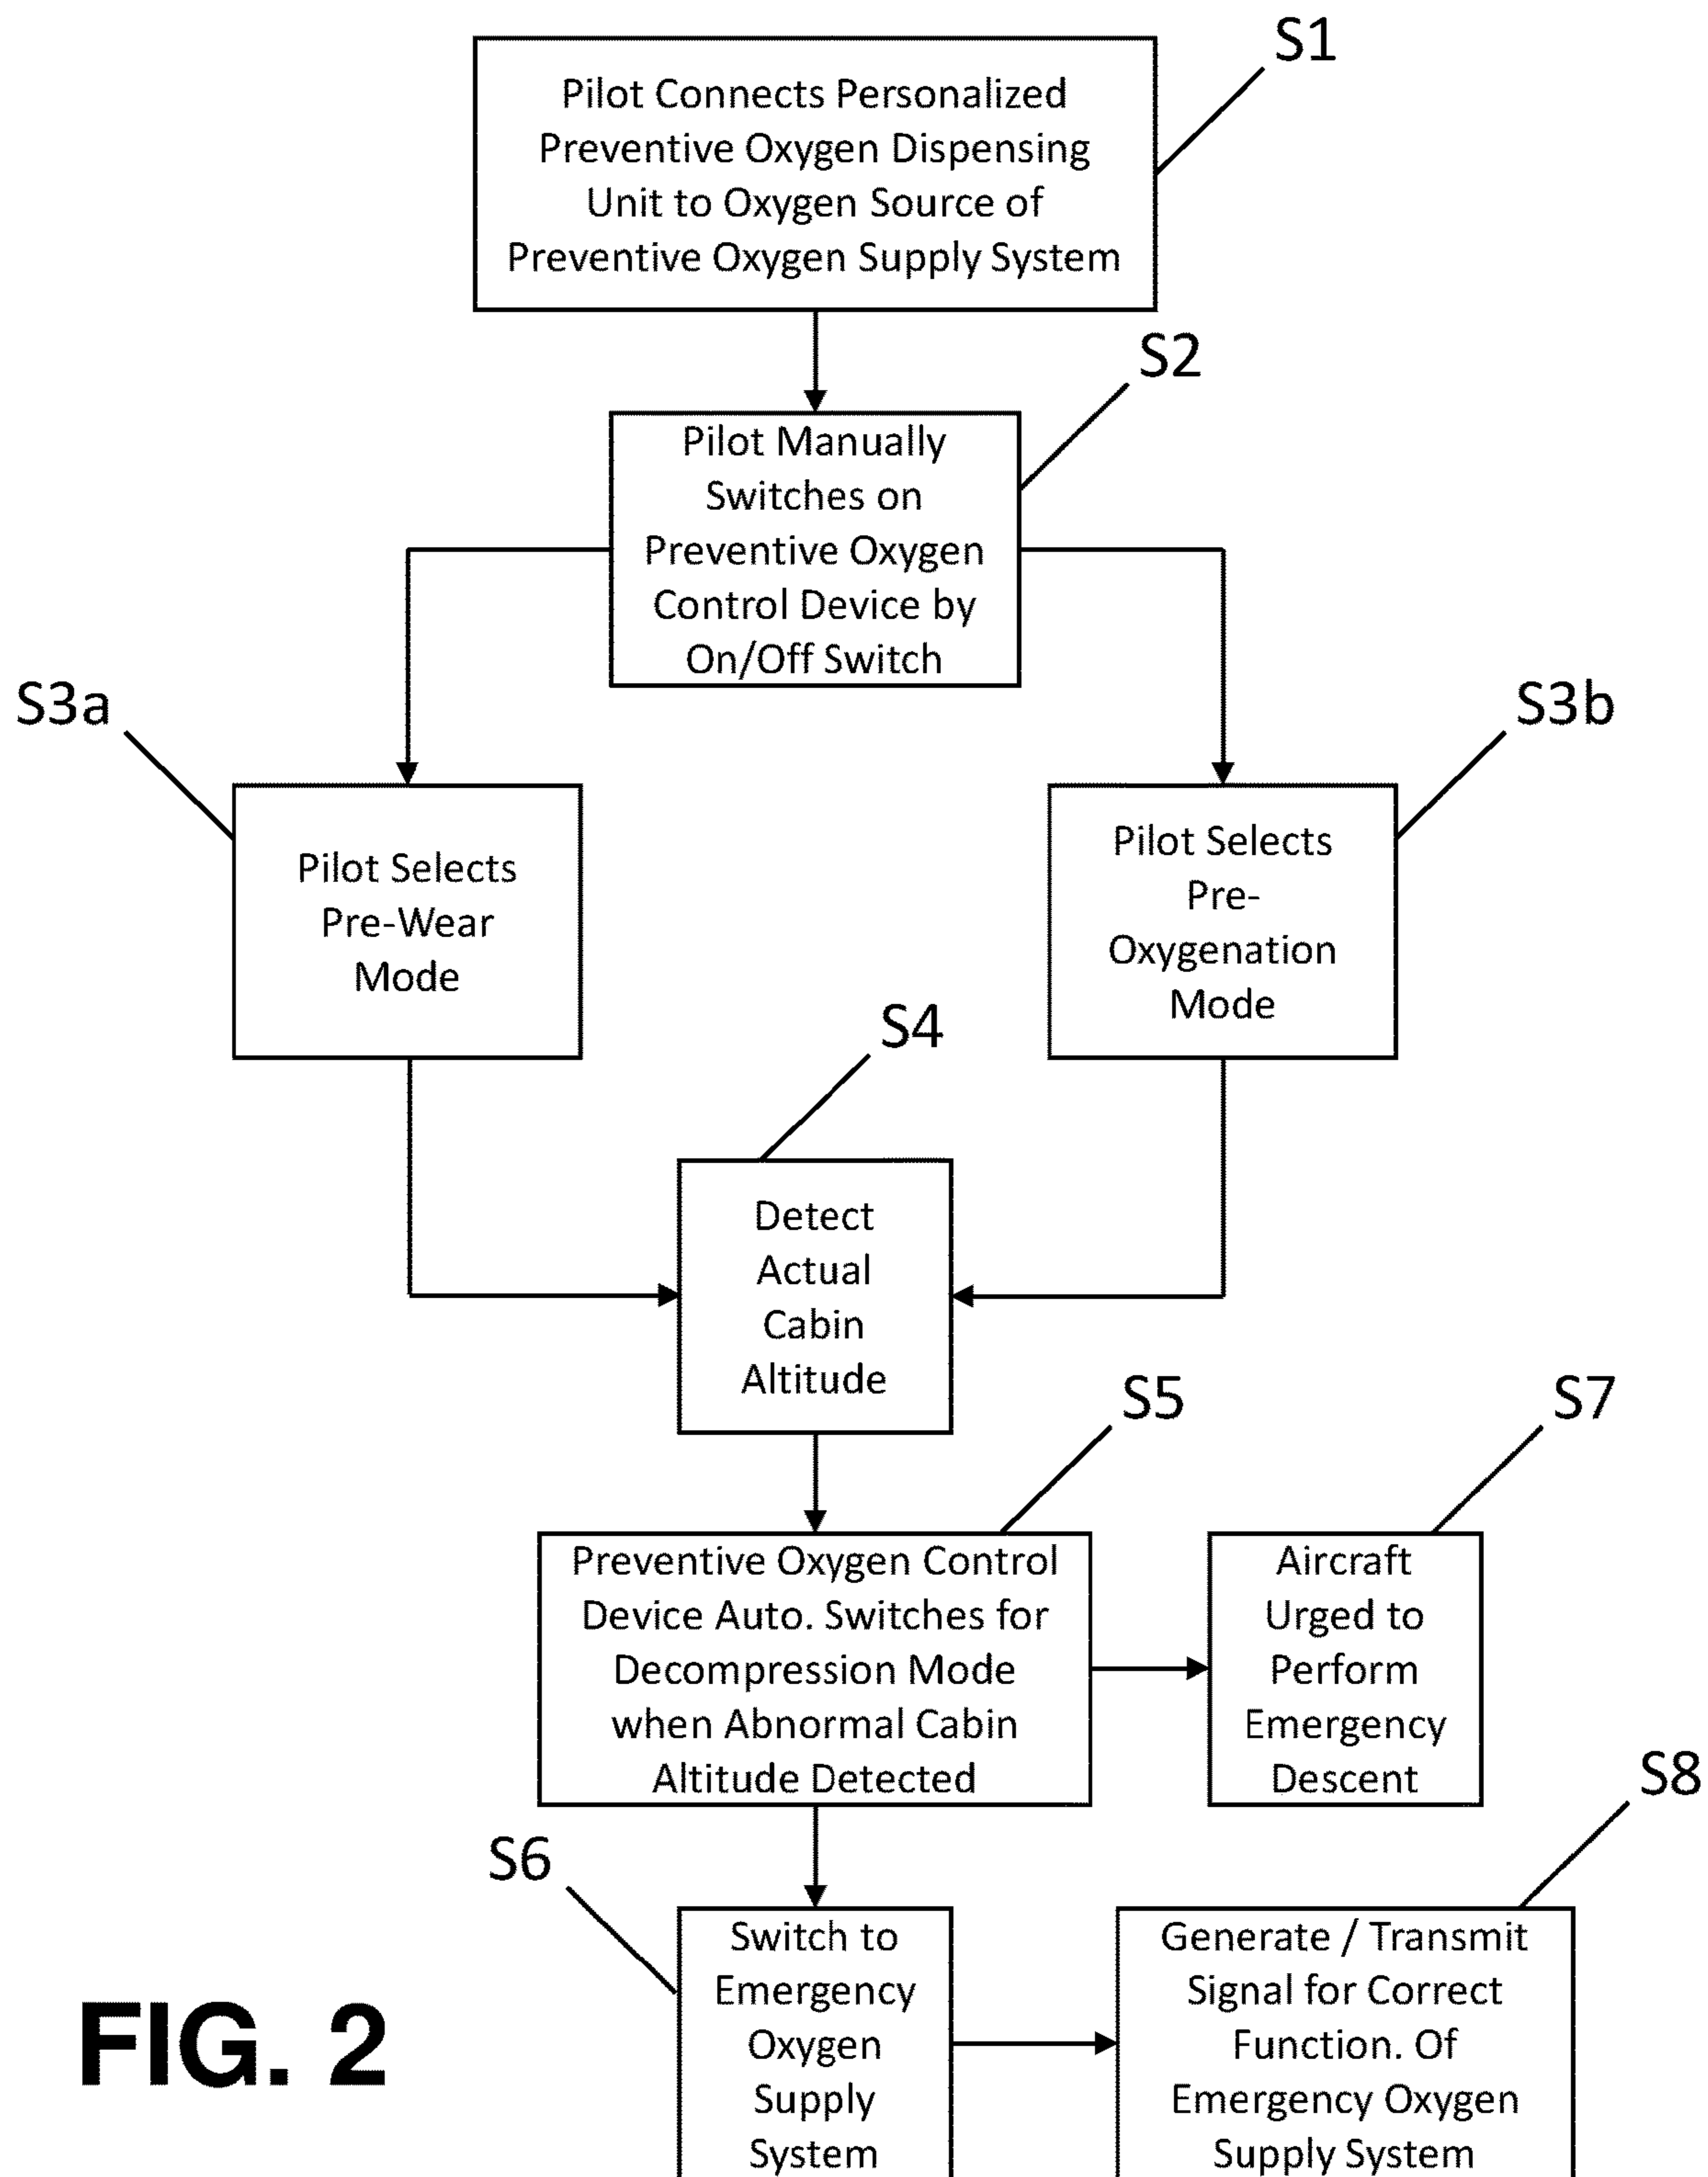 S1
Pilot Connects Personalized
Preventive Oxygen Dispensing
Unit to Oxygen Source of
Preventive Oxygen Supply System
S2
Pilot Manually
Switches on
Preventive Oxygen
Control Device by
On/Off Switch
S3a
Pilot Selects
Pre-Wear
Mode
S3b
Pilot Selects
Pre-
Oxygenation
Mode
S4
Detect
Actual
Cabin
Altitude
S5
Preventive Oxygen Control
Device Auto. Switches for
Decompression Mode
when Abnormal Cabin
Altitude Detected
S7
Aircraft
Urged to
Perform
Emergency
Descent
S6
Switch to
Emergency
Oxygen
Supply
System
S8
Generate / Transmit
Signal for Correct
Function. Of
Emergency Oxygen
Supply System
FIG. 2